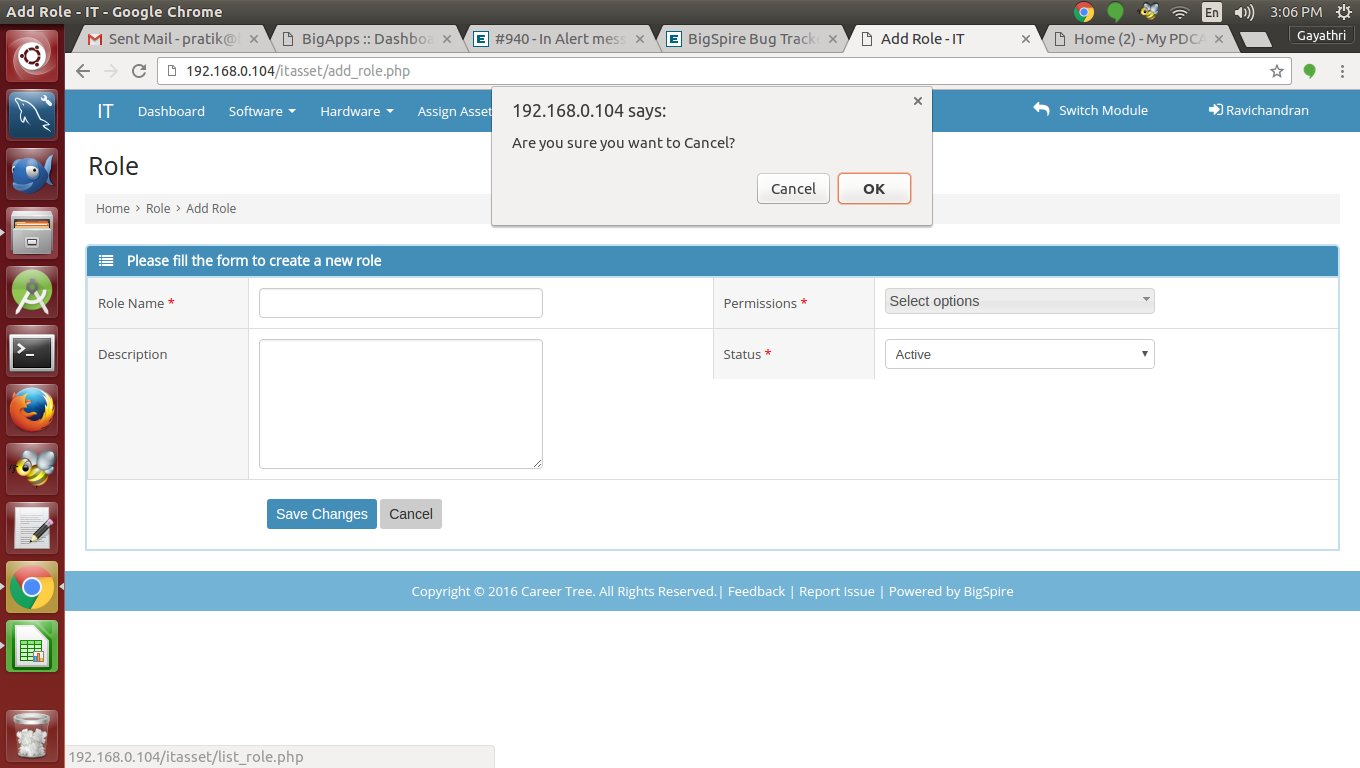 Add Role - IT - Google Chrome
En
3:06 PM
Sent Mail - pratik@
BigApps :: Dashboa
#940 - In Alert mess
BigSpire Bug Tracke
Add Role - IT
Home (2) - My PDCA
Gayathri
192.168.0.104/itasset/add_role.php
IT
Dashboard
Software
Hardware
Assign Asset
Switch Module
Ravichandran
192.168.0.104 says:
Are you sure you want to Cancel?
Cancel
OK
Role
Home › Role › Add Role
Please fill the form to create a new role
Role Name *
Permissions *
Select options
Description
Status *
Active
Save Changes
Cancel
Copyright © 2016 Career Tree. All Rights Reserved.| Feedback | Report Issue | Powered by BigSpire
192.168.0.104/itasset/list_role.php